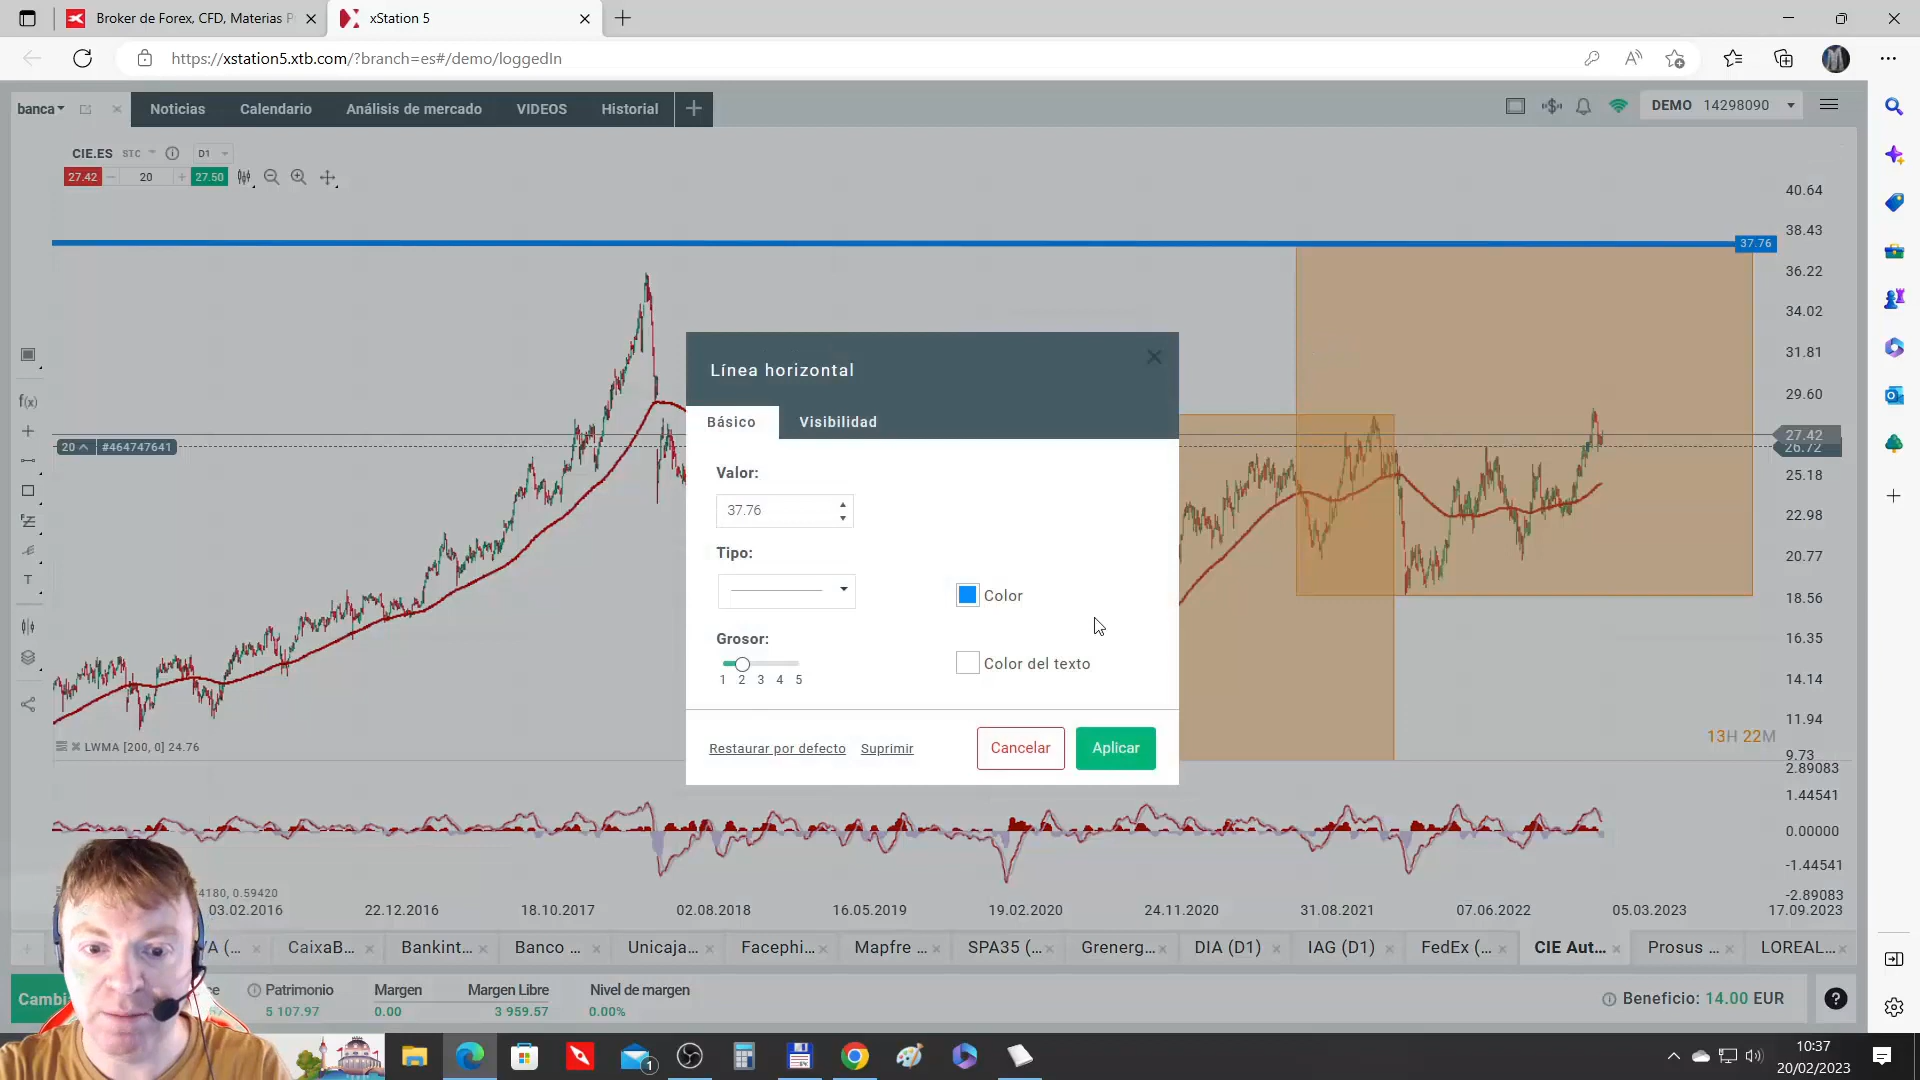 Broker de Forex, CFD, Materias P
xStation 5
https://xstation5.xtb.com/?branch=es#/demo/loggedIn
banca
Noticias
Calendario
Análisis de mercado
VIDEOS
Historial
DEMO 14298090
CIE.ES STC D1
27.42 20 27.50
40.64
38.43
37.76
36.22
34.02
31.81
29.60
27.42
26.72
25.18
22.98
20.77
18.56
16.35
14.14
11.94
9.73
20 #464747641
f(x)
T
Línea horizontal
Básico
Visibilidad
Valor:
37.76
Tipo:
Color
Grosor:
1 2 3 4 5
Color del texto
Restaurar por defecto
Suprimir
Cancelar
Aplicar
LWMA [200, 0] 24.76
13H 22M
2.89083
1.44541
0.00000
-1.44541
-2.89083
4180, 0.59420
03.02.2016 22.12.2016 18.10.2017 02.08.2018 16.05.2019 19.02.2020 24.11.2020 31.08.2021 07.06.2022 05.03.2023 17.09.2023
/A (... CaixaB... Bankint... Banco ... Unicaja... Facephi... Mapfre ... SPA35 (... Grenerg... DIA (D1) IAG (D1) FedEx (... CIE Aut... Prosus ... LOREAL...
Cambi
Patrimonio
5 107.97
Margen
0.00
Margen Libre
3 959.57
Nivel de margen
0.00%
Beneficio: 14.00 EUR
1
10:37
20/02/2023